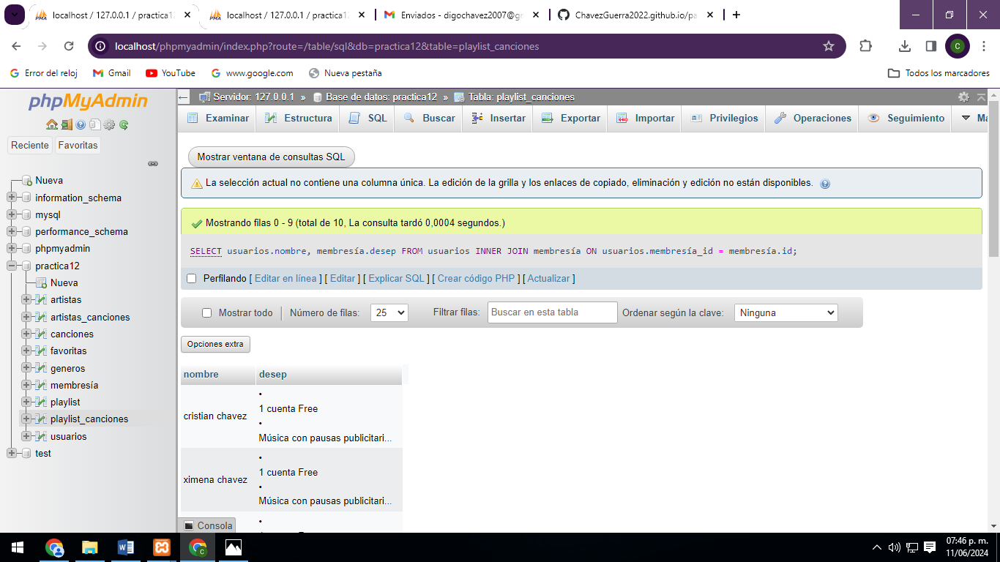 localhost / 127.0.0.1 / practica12
localhost / 127.0.0.1 / practica12
Enviados - digochavez2007@gm
ChavezGuerra2022.github.io/pa
localhost/phpmyadmin/index.php?route=/table/sql&db=practica12&table=playlist_canciones
C
Error del reloj
Gmail
YouTube
www.google.com
Nueva pestaña
Todos los marcadores
phpMyAdmin
Reciente
Favoritas
Nueva
information_schema
mysql
performance_schema
phpmyadmin
practica12
Nueva
artistas
artistas_canciones
canciones
favoritas
generos
membresía
playlist
playlist_canciones
usuarios
test
Servidor: 127.0.0.1 » Base de datos: practica12 » Tabla: playlist_canciones
Examinar Estructura SQL Buscar Insertar Exportar Importar Privilegios Operaciones Seguimiento Ma
Mostrar ventana de consultas SQL
La selección actual no contiene una columna única. La edición de la grilla y los enlaces de copiado, eliminación y edición no están disponibles.
Mostrando filas 0 - 9 (total de 10, La consulta tardó 0,0004 segundos.)
SELECT usuarios.nombre, membresía.desep FROM usuarios INNER JOIN membresía ON usuarios.membresía_id = membresía.id;
Perfilando [ Editar en línea ] [ Editar ] [ Explicar SQL ] [ Crear código PHP ] [ Actualizar ]
Mostrar todo | Número de filas: 25 Filtrar filas: Buscar en esta tabla Ordenar según la clave: Ninguna
Opciones extra
nombre desep
cristian chavez
•
1 cuenta Free
•
Música con pausas publicitari...
ximena chavez
•
1 cuenta Free
•
Música con pausas publicitari...
•
Consola
07:46 p. m.
11/06/2024